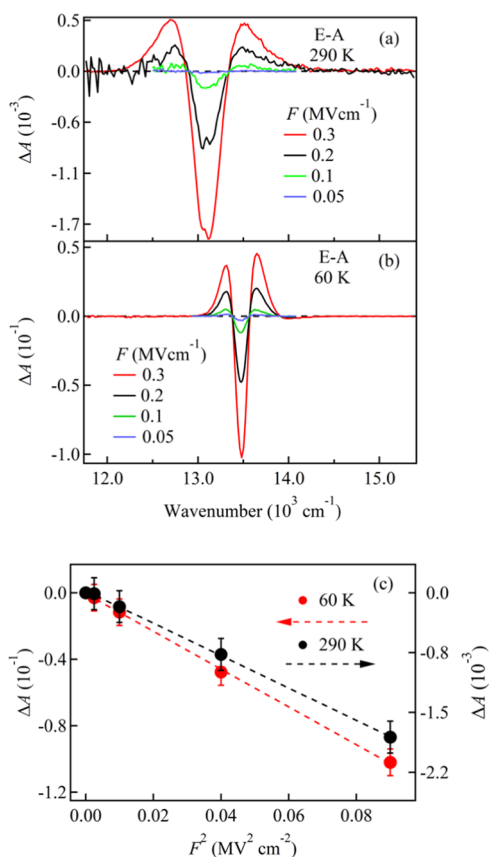 0.5
0.0
-0.6
-1.1
-1.7
ΔA (10⁻³)
E-A
290 K
(a)
F (MVcm⁻¹)
0.3
0.2
0.1
0.05
0.5
0.0
-0.5
-1.0
ΔA (10⁻¹)
E-A
60 K
(b)
F (MVcm⁻¹)
0.3
0.2
0.1
0.05
12.0 13.0 14.0 15.0
Wavenumber (10³ cm⁻¹)
0.0
-0.4
-0.8
-1.2
ΔA (10⁻¹)
(c)
60 K
290 K
0.0
-0.8
-1.5
-2.2
ΔA (10⁻³)
0.00 0.02 0.04 0.06 0.08
F² (MV² cm⁻²)